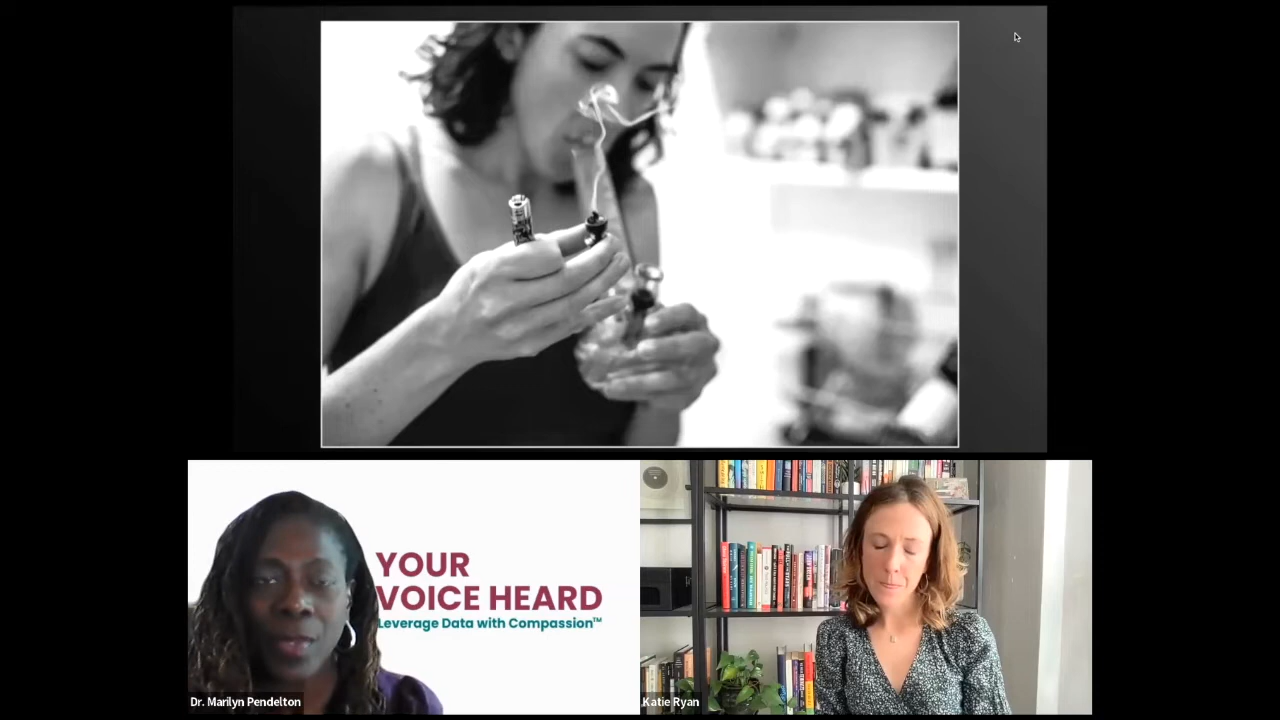 YOUR
VOICE HEARD
Leverage Data with Compassion™
Dr. Marilyn Pendelton
Katie Ryan